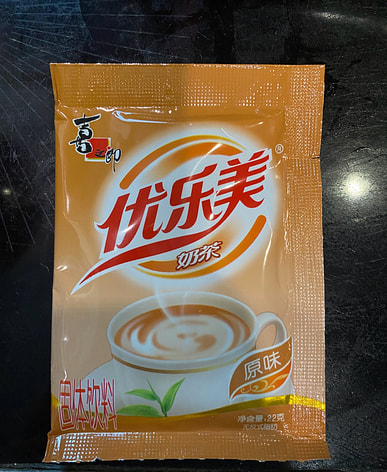 喜之郎
优乐美®
奶茶
原味
固体饮料
净含量:22克